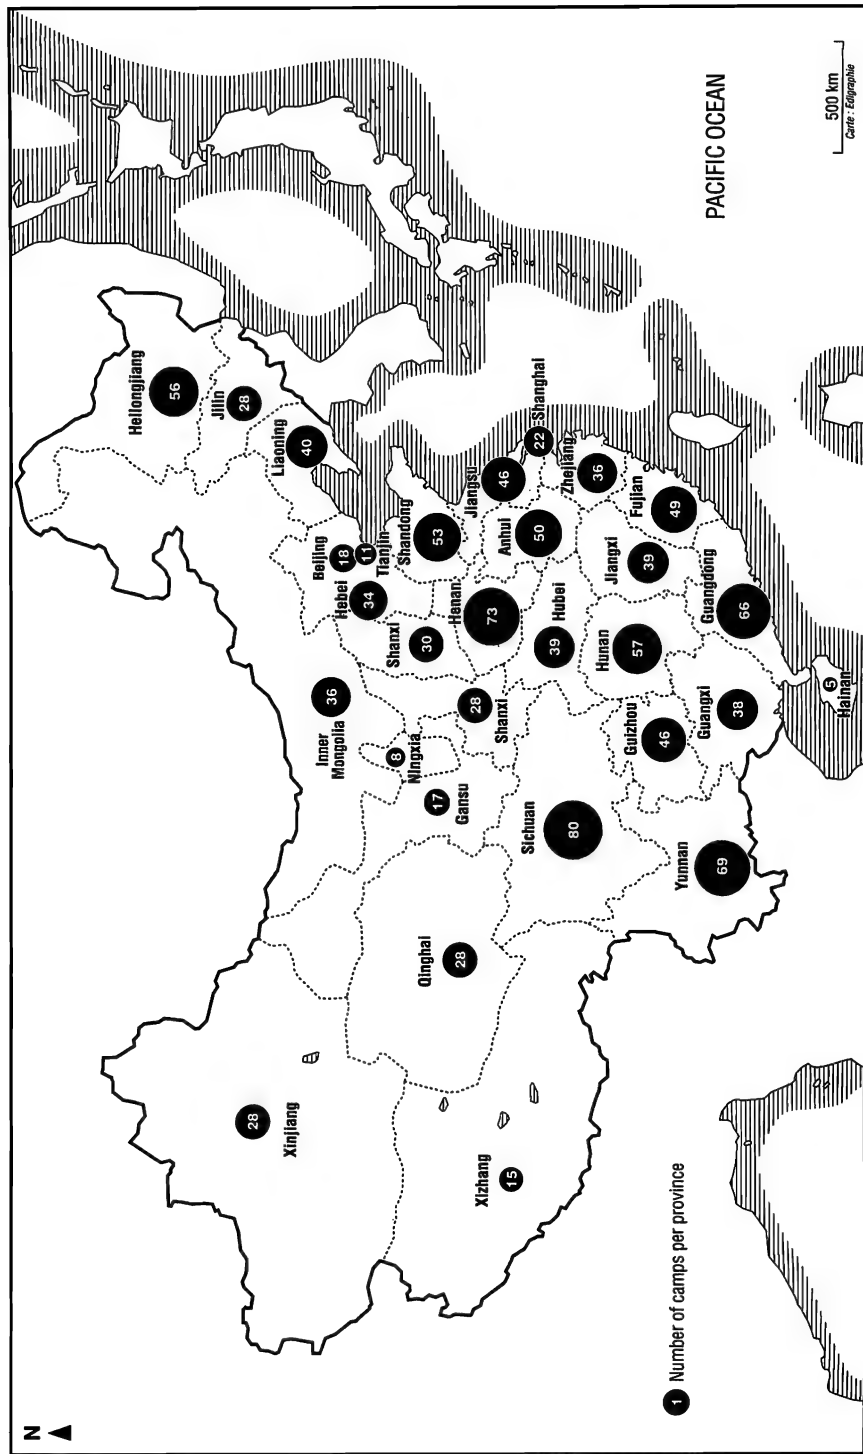 N
Heilongjiang
56
Jilin
28
Liaoning
40
Inner
Mongolia
36
Beijing
18
Tianjin
11
Hebei
34
Xinjiang
28
Ningxia
8
Shanxi
30
Shandong
53
Gansu
17
Qinghai
28
Shanxi
28
Henan
73
Jiangsu
46
Shanghai
22
Anhui
50
Xizhang
15
Sichuan
80
Hubei
39
Zhejiang
36
Hunan
57
Jiangxi
39
Fujian
49
Guizhou
46
Yunnan
69
Guangxi
38
Guangdong
66
Hainan
5
PACIFIC OCEAN
1 Number of camps per province
500 km
Carte : Edigraphie